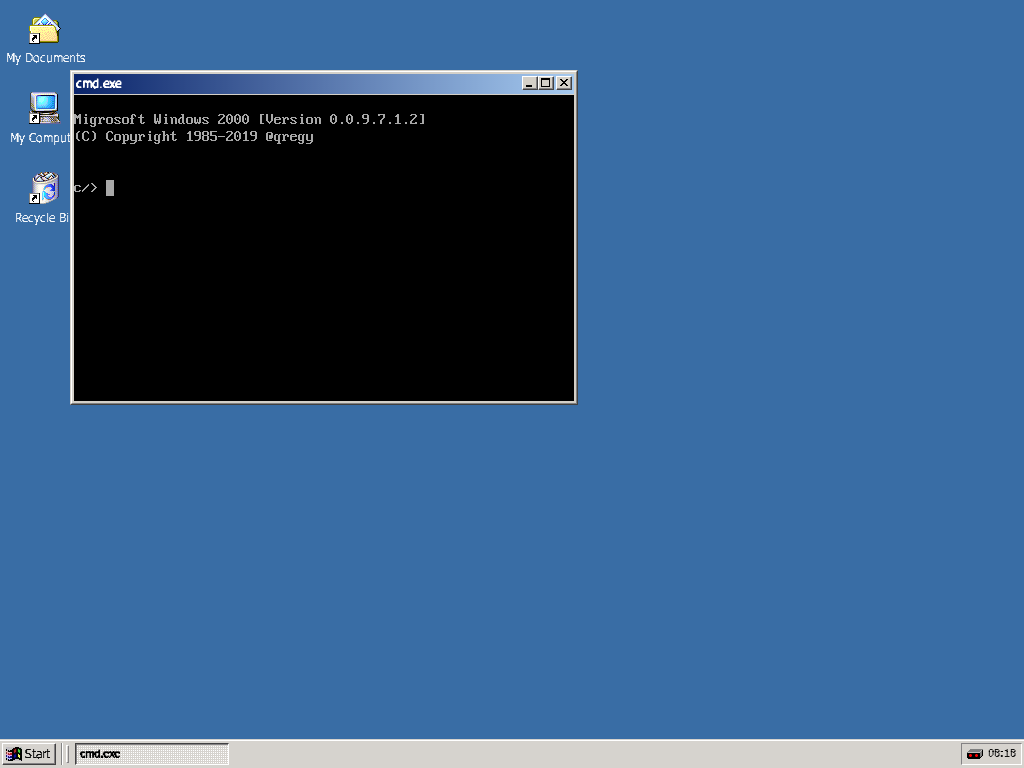 My Documents
cmd.exe
Migrosoft Windows 2000 [Version 0.0.9.7.1.2]
(C) Copyright 1985-2019 @qregy
My Comput
c/>
Recycle Bi
Start
cmd.exe
08:18